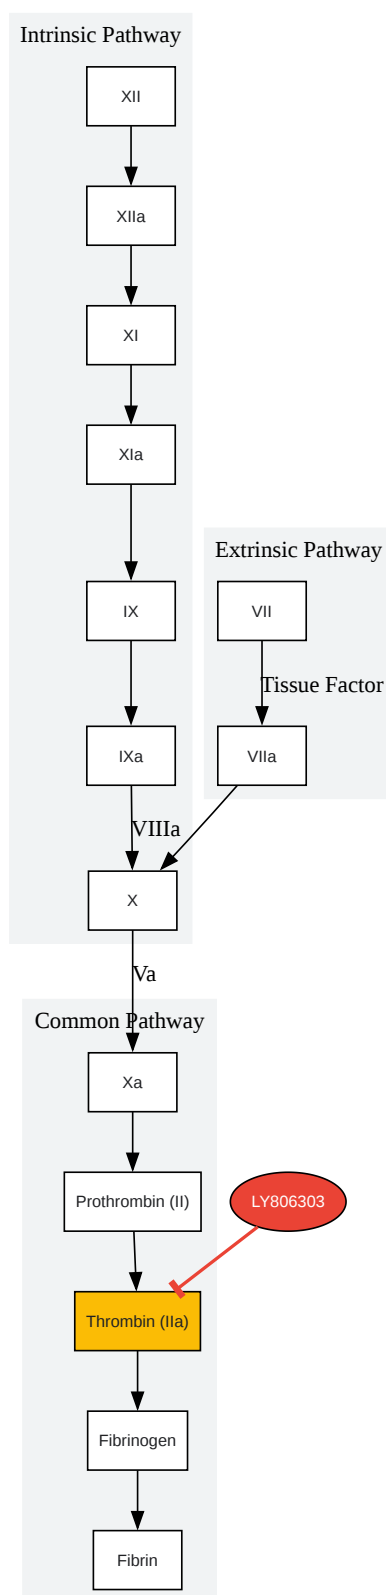 Intrinsic Pathway
XII
XIIa
XI
XIa
Extrinsic Pathway
IX
VII
Tissue Factor
IXa
VIIa
VIIIa
X
Va
Common Pathway
Xa
Prothrombin (II)
LY806303
Thrombin (IIa)
Fibrinogen
Fibrin